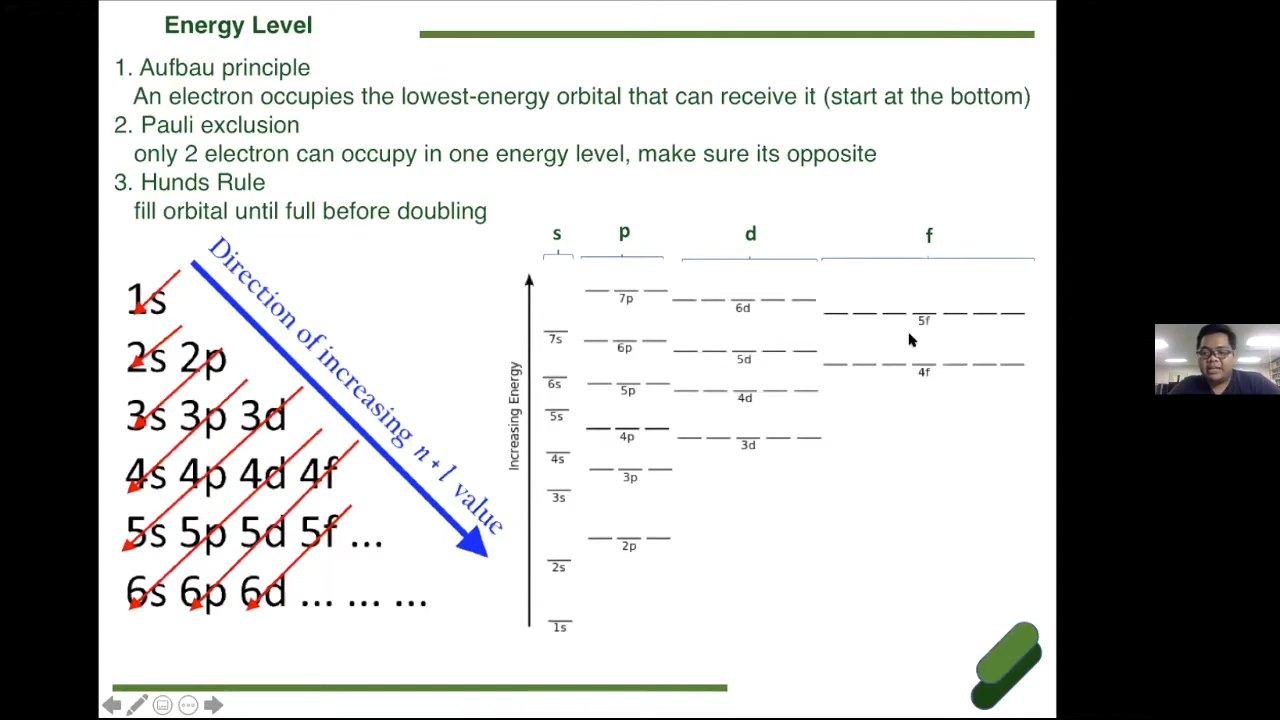 Energy Level
1. Aufbau principle
An electron occupies the lowest-energy orbital that can receive it (start at the bottom)
2. Pauli exclusion
only 2 electron can occupy in one energy level, make sure its opposite
3. Hunds Rule
fill orbital until full before doubling
Direction of increasing n + l value
1s
2s 2p
3s 3p 3d
4s 4p 4d 4f
5s 5p 5d 5f ...
6s 6p 6d ... ... ...
s p d f
Increasing Energy
7p
6d
5f
7s
6p
5d
4f
6s
5p
4d
5s
4p
3d
4s
3p
3s
2p
2s
1s